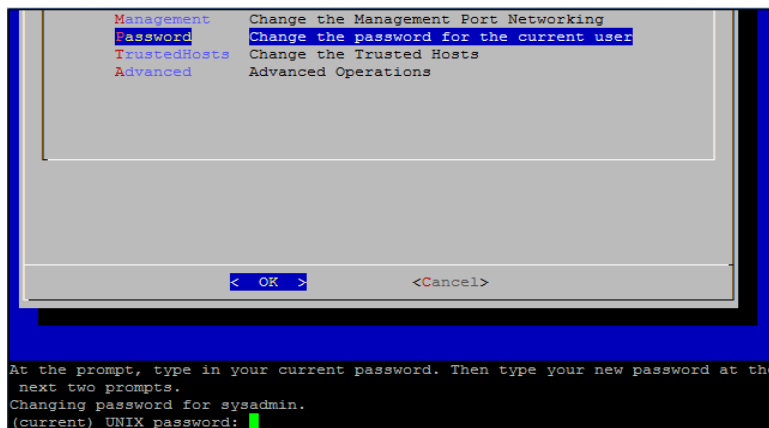 Management Change the Management Port Networking
Password Change the password for the current user
TrustedHosts Change the Trusted Hosts
Advanced Advanced Operations
< OK > <Cancel>
At the prompt, type in your current password. Then type your new password at the
next two prompts.
Changing password for sysadmin.
(current) UNIX password: